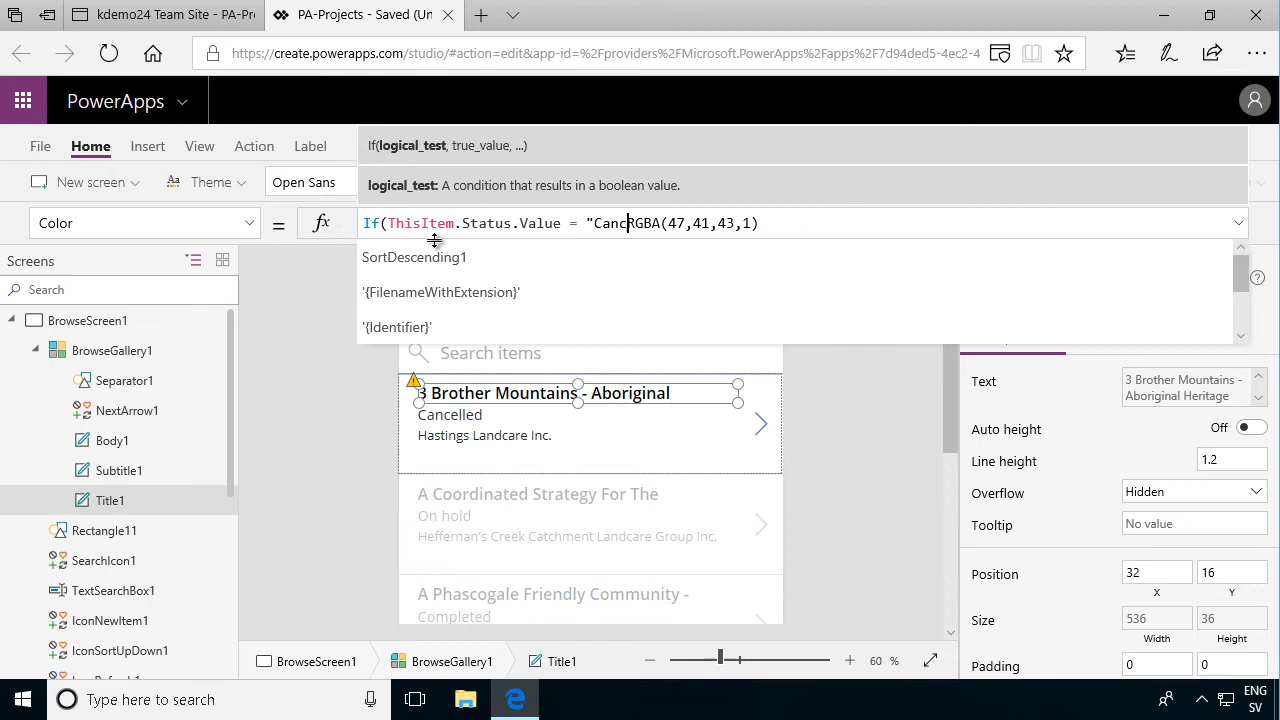 kdemo24 Team Site - PA-Pr
PA-Projects - Saved (Un
https://create.powerapps.com/studio/#action=edit&app-id=%2Fproviders%2FMicrosoft.PowerApps%2Fapps%2F7d94ded5-4ec2-4
PowerApps
File Home Insert View Action Label
If(logical_test, true_value, ...)
New screen Theme Open Sans
logical_test: A condition that results in a boolean value.
Color = fx If(ThisItem.Status.Value = "CancRGBA(47,41,43,1)
Screens
SortDescending1
'{FilenameWithExtension}'
'{Identifier}'
Search
BrowseScreen1
BrowseGallery1
Separator1
NextArrow1
Body1
Subtitle1
Title1
Rectangle11
SearchIcon1
TextSearchBox1
IconNewItem1
IconSortUpDown1
Search items
3 Brother Mountains - Aboriginal
Cancelled
Hastings Landcare Inc.
A Coordinated Strategy For The
On hold
Heffernan's Creek Catchment Landcare Group Inc.
A Phascogale Friendly Community -
Completed
Text
3 Brother Mountains -
Aboriginal Heritage
Auto height Off
Line height 1.2
Overflow Hidden
Tooltip No value
Position 32 16
X Y
Size 536 36
Width Height
Padding 0 0
BrowseScreen1 BrowseGallery1 Title1 60 %
Type here to search
ENG
SV